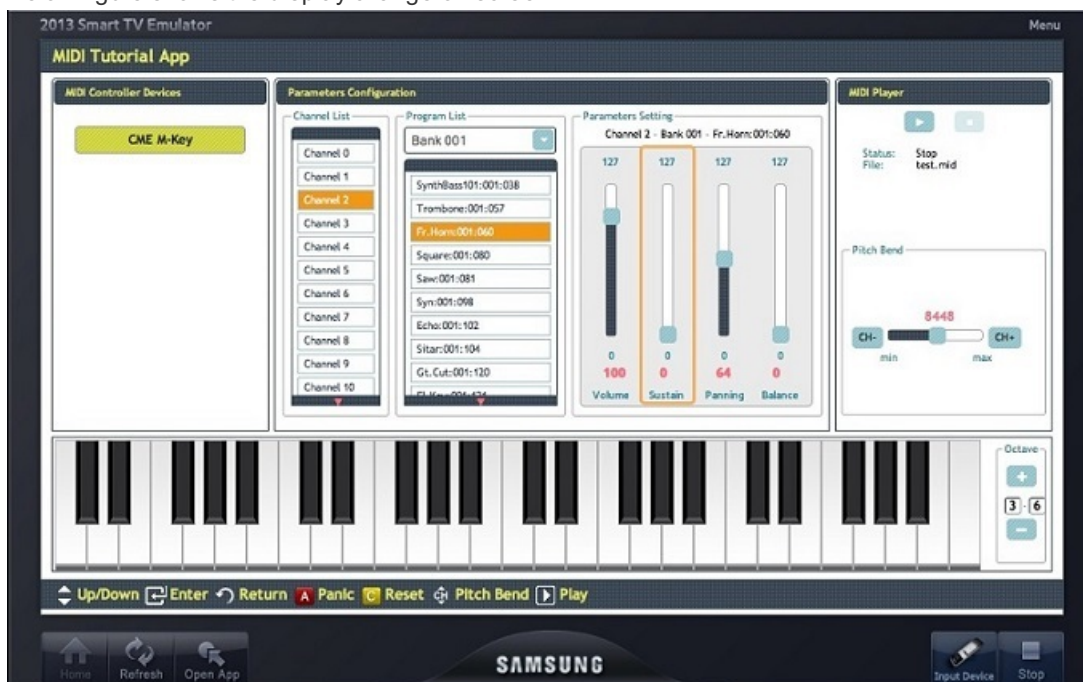 2013 Smart TV Emulator
Menu
MIDI Tutorial App
MIDI Controller Devices
CME M-Key
Parameters Configuration
Channel List
Channel 0
Channel 1
Channel 2
Channel 3
Channel 4
Channel 5
Channel 6
Channel 7
Channel 8
Channel 9
Channel 10
Program List
Bank 001
SynthBass101:001:038
Trombone:001:057
Fr.Horn:001:060
Square:001:080
Saw:001:081
Syn:001:098
Echo:001:102
Sitar:001:104
Gt.Cut:001:120
Parameters Setting
Channel 2 - Bank 001 - Fr.Horn:001:060
127 127 127 127
0 0 0 0
100 0 64 0
Volume Sustain Panning Balance
MIDI Player
Status: Stop
File: test.mid
Pitch Bend
8448
CH- CH+
min max
Octave
+
3 - 6
-
Up/Down Enter Return A Panic C Reset Pitch Bend Play
Home Refresh Open App
SAMSUNG
Input Device Stop